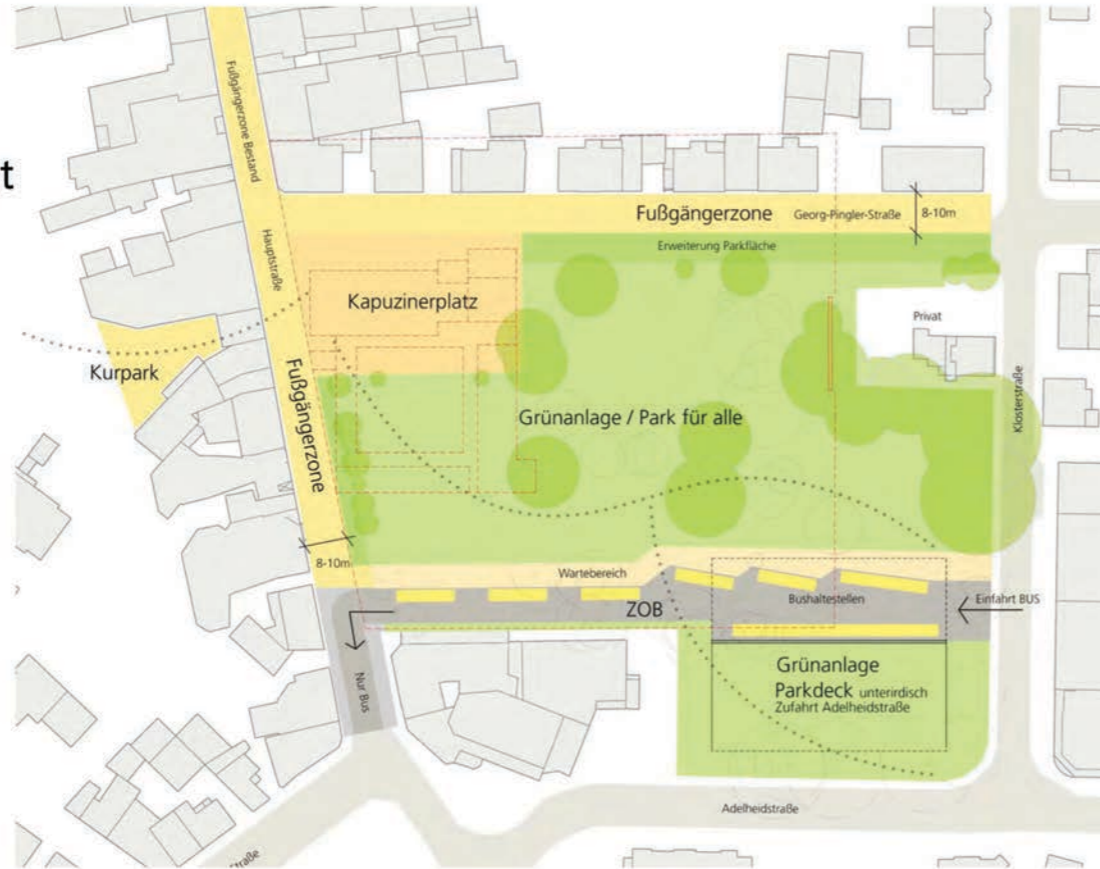 t
Fußgängerzone Bestand
Fußgängerzone
Georg-Pingler-Straße
8-10m
Erweiterung Parkfläche
Hauptstraße
Kapuzinerplatz
Privat
Kurpark
Fußgängerzone
Grünanlage / Park für alle
Klosterstraße
8-10m
Wartebereich
Bushaltestellen
Einfahrt BUS
ZOB
Nur Bus
Grünanlage
Parkdeck unterirdisch
Zufahrt Adelheidstraße
Adelheidstraße
straße